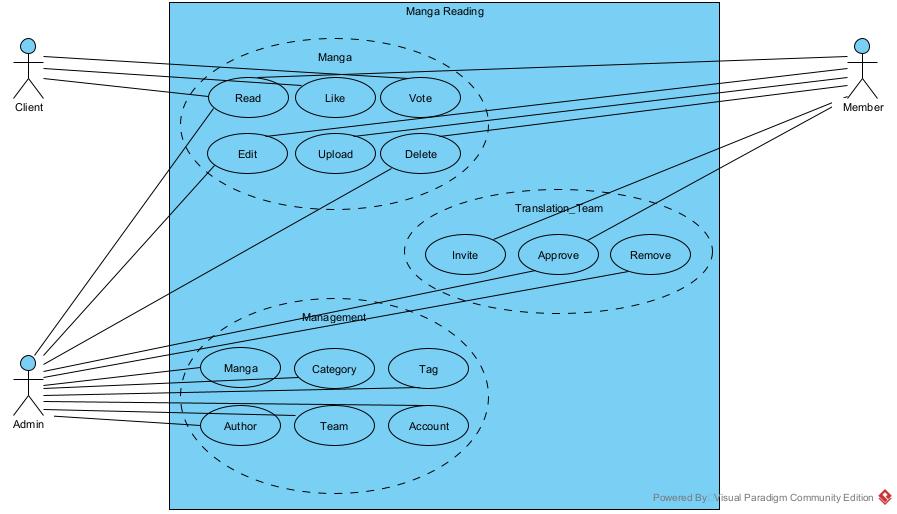 Manga Reading
Client
Member
Manga
Read
Like
Vote
Edit
Upload
Delete
Translation_Team
Invite
Approve
Remove
Admin
Management
Manga
Category
Tag
Author
Team
Account
Powered By: Visual Paradigm Community Edition